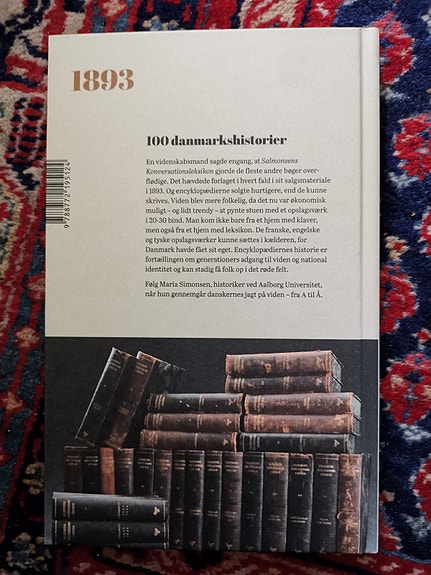 1893
100 danmarkshistorier
En videnskabsmand sagde engang, at Salmonsens
Konversationsleksikon gjorde de fleste andre bøger over-
flødige. Det hævdede forlaget i hvert fald i sit salgsmateriale
i 1893. Og encyklopædierne solgte hurtigere, end de kunne
skrives. Viden blev mere folkelig, da det nu var økonomisk
muligt – og lidt trendy – at pynte stuen med et opslagsværk
i 20-30 bind. Man kom ikke bare fra et hjem med klaver,
men også fra et hjem med leksikon. De franske, engelske
og tyske opslagsværker kunne sættes i kælderen, for
Danmark havde fået sit eget. Encyklopædiernes historie er
fortællingen om generationers adgang til viden og national
identitet og kan stadig få folk op i det røde felt.
Følg Maria Simonsen, historiker ved Aalborg Universitet,
når hun gennemgår danskernes jagt på viden – fra A til Å.
9 788772 195124